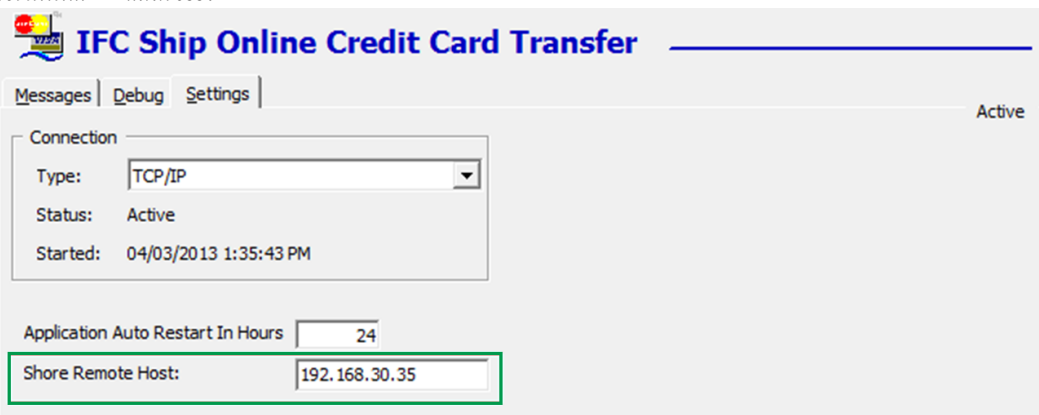 IFC Ship Online Credit Card Transfer
Messages Debug Settings
Active
Connection
Type: TCP/IP
Status: Active
Started: 04/03/2013 1:35:43 PM
Application Auto Restart In Hours 24
Shore Remote Host: 192.168.30.35